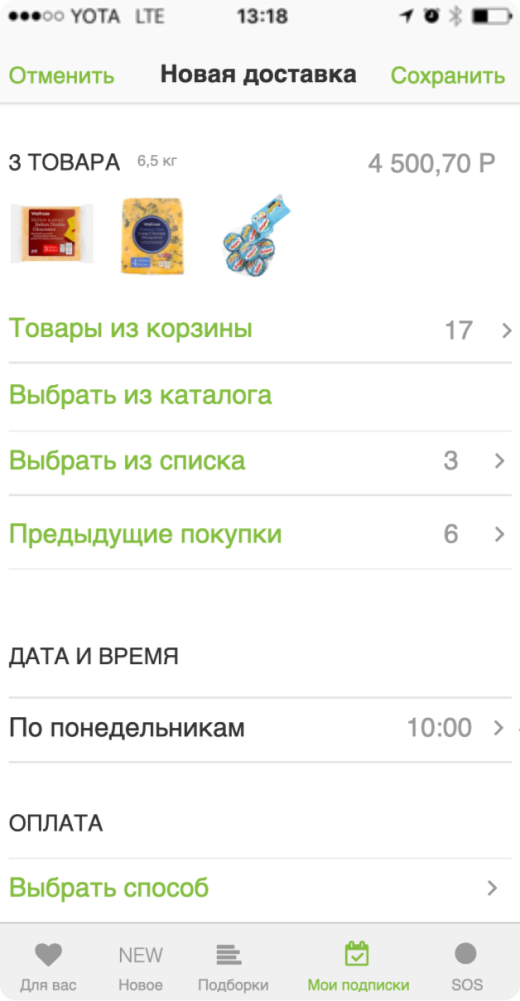 YOTA LTE 13:18
Отменить Новая доставка Сохранить
3 ТОВАРА 6,5 кг 4 500,70 Р
Waitrose
Waitrose
Товары из корзины 17
Выбрать из каталога
Выбрать из списка 3
Предыдущие покупки 6
ДАТА И ВРЕМЯ
По понедельникам 10:00
ОПЛАТА
Выбрать способ
NEW
Для вас Новое Подборки Мои подписки SOS